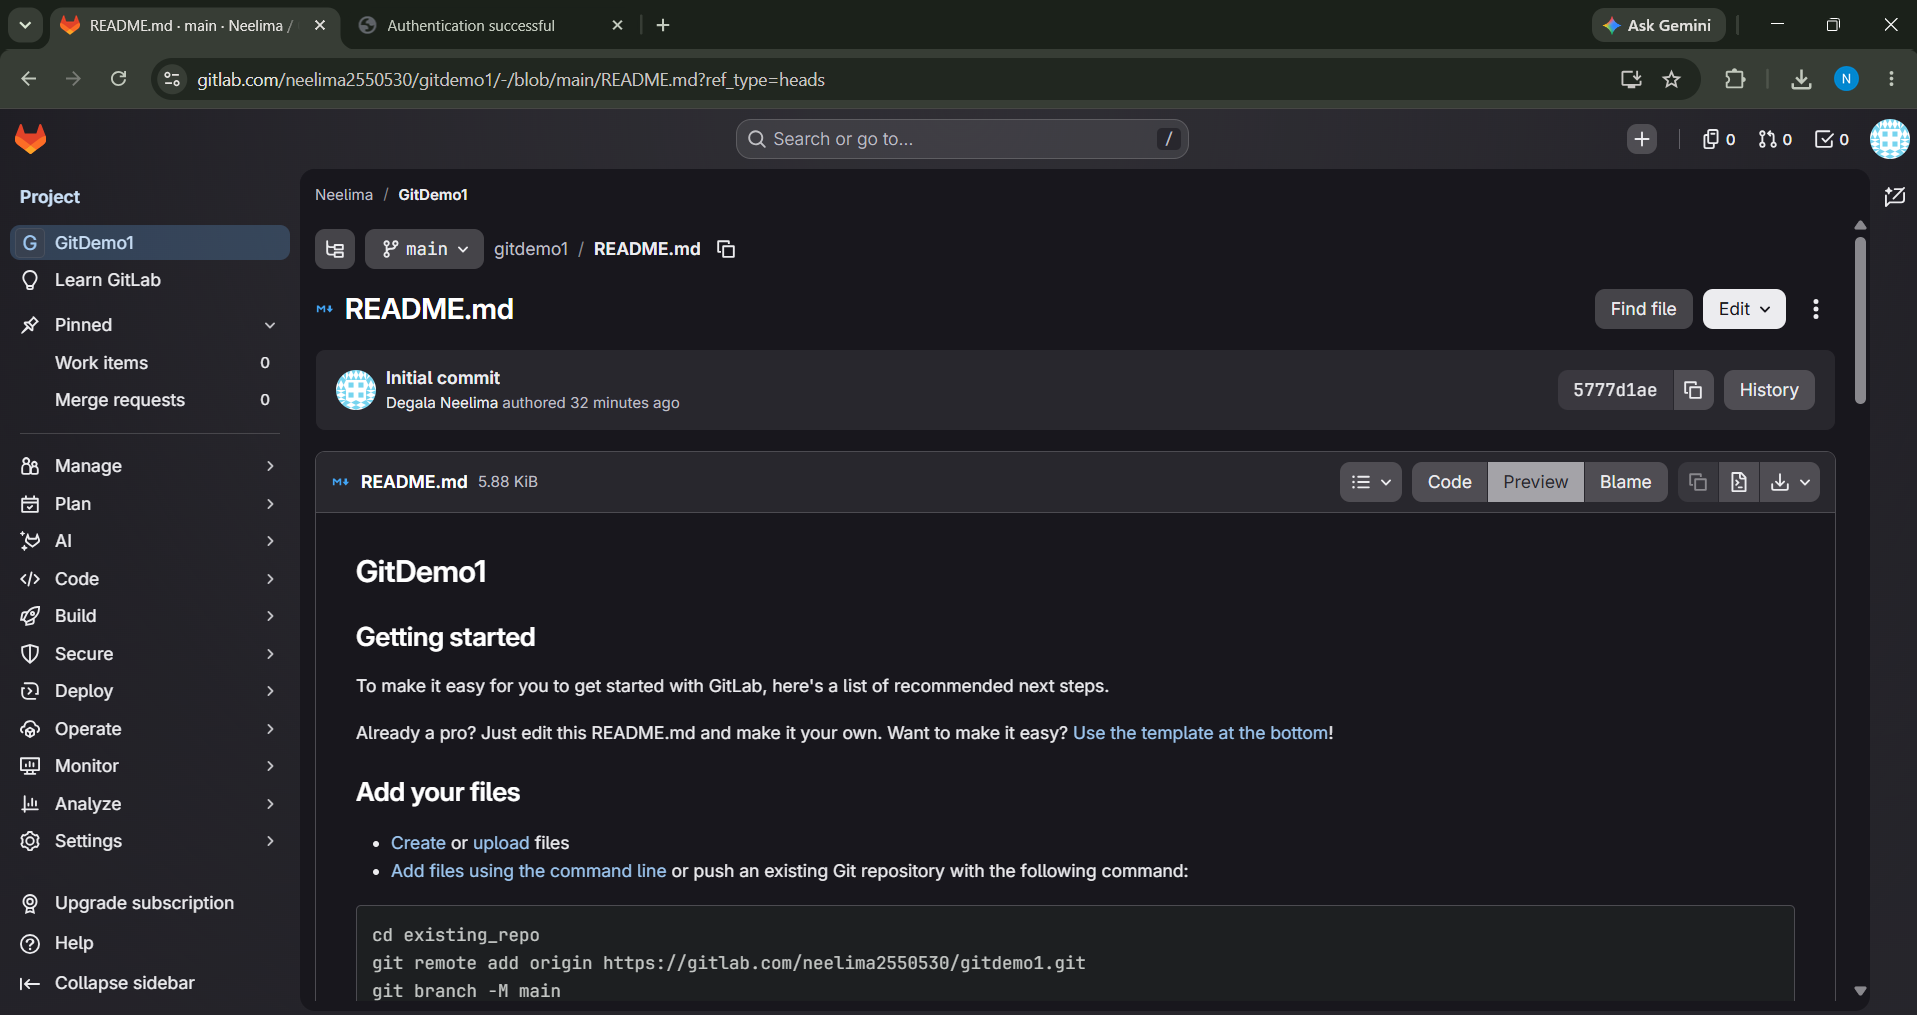 README.md · main · Neelima /
Authentication successful
Ask Gemini
gitlab.com/neelima2550530/gitdemo1/-/blob/main/README.md?ref_type=heads
N
Search or go to...
/
0
0
0
Project
G GitDemo1
Learn GitLab
Pinned
Work items 0
Merge requests 0
Manage
Plan
AI
Code
Build
Secure
Deploy
Operate
Monitor
Analyze
Settings
Upgrade subscription
Help
Collapse sidebar
Neelima / GitDemo1
main gitdemo1 / README.md
README.md
Find file
Edit
Initial commit
Degala Neelima authored 32 minutes ago
5777d1ae
History
README.md 5.88 KiB
Code
Preview
Blame
GitDemo1
Getting started
To make it easy for you to get started with GitLab, here's a list of recommended next steps.
Already a pro? Just edit this README.md and make it your own. Want to make it easy? Use the template at the bottom!
Add your files
• Create or upload files
• Add files using the command line or push an existing Git repository with the following command:
cd existing_repo
git remote add origin https://gitlab.com/neelima2550530/gitdemo1.git
git branch -M main